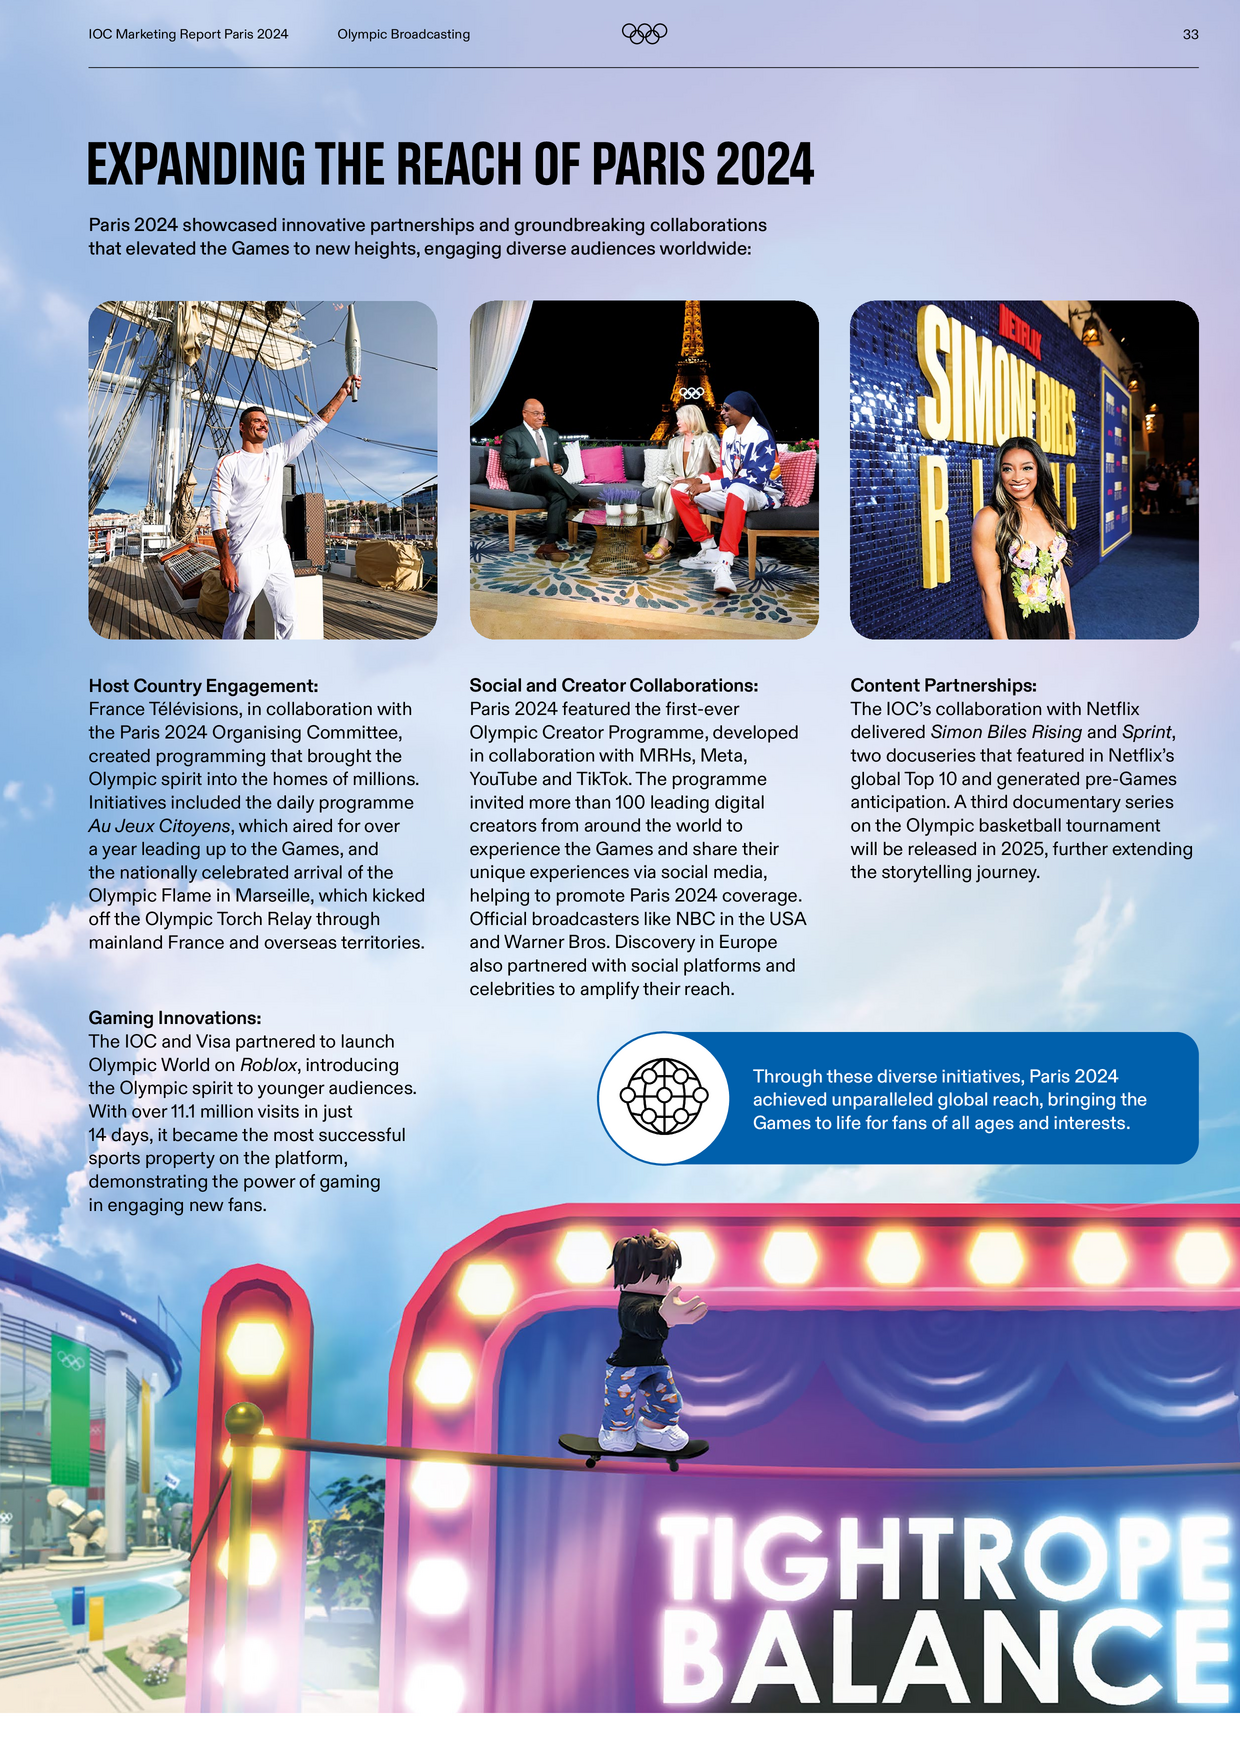 IOC Marketing Report Paris 2024
Olympic Broadcasting
33
EXPANDING THE REACH OF PARIS 2024
Paris 2024 showcased innovative partnerships and groundbreaking collaborations
that elevated the Games to new heights, engaging diverse audiences worldwide:
NETFLIX
SIMONE BILES
Host Country Engagement:
France Télévisions, in collaboration with
the Paris 2024 Organising Committee,
created programming that brought the
Olympic spirit into the homes of millions.
Initiatives included the daily programme
Au Jeux Citoyens, which aired for over
a year leading up to the Games, and
the nationally celebrated arrival of the
Olympic Flame in Marseille, which kicked
off the Olympic Torch Relay through
mainland France and overseas territories.
Social and Creator Collaborations:
Paris 2024 featured the first-ever
Olympic Creator Programme, developed
in collaboration with MRHs, Meta,
YouTube and TikTok. The programme
invited more than 100 leading digital
creators from around the world to
experience the Games and share their
unique experiences via social media,
helping to promote Paris 2024 coverage.
Official broadcasters like NBC in the USA
and Warner Bros. Discovery in Europe
also partnered with social platforms and
celebrities to amplify their reach.
Content Partnerships:
The IOC’s collaboration with Netflix
delivered Simon Biles Rising and Sprint,
two docuseries that featured in Netflix’s
global Top 10 and generated pre-Games
anticipation. A third documentary series
on the Olympic basketball tournament
will be released in 2025, further extending
the storytelling journey.
Gaming Innovations:
The IOC and Visa partnered to launch
Olympic World on Roblox, introducing
the Olympic spirit to younger audiences.
With over 11.1 million visits in just
14 days, it became the most successful
sports property on the platform,
demonstrating the power of gaming
in engaging new fans.
Through these diverse initiatives, Paris 2024
achieved unparalleled global reach, bringing the
Games to life for fans of all ages and interests.
VISA
VISA
TIGHTROPE
BALANCE